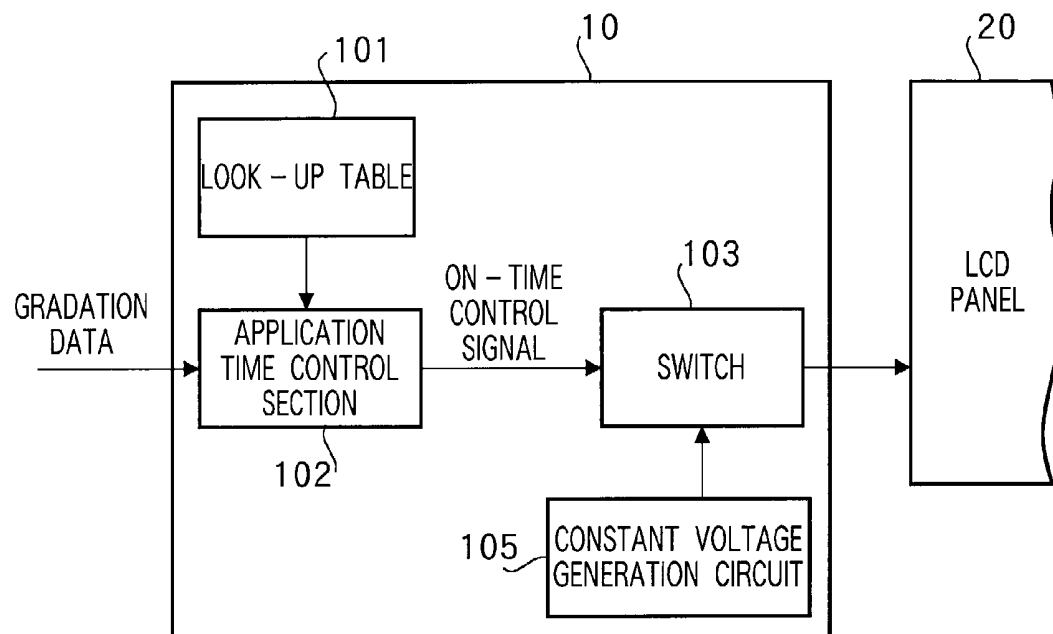 101
10
20
LOOK-UP TABLE
103
ON-TIME
CONTROL
SIGNAL
LCD
PANEL
GRADATION
DATA
APPLICATION
TIME CONTROL
SECTION
SWITCH
102
105
CONSTANT VOLTAGE
GENERATION CIRCUIT